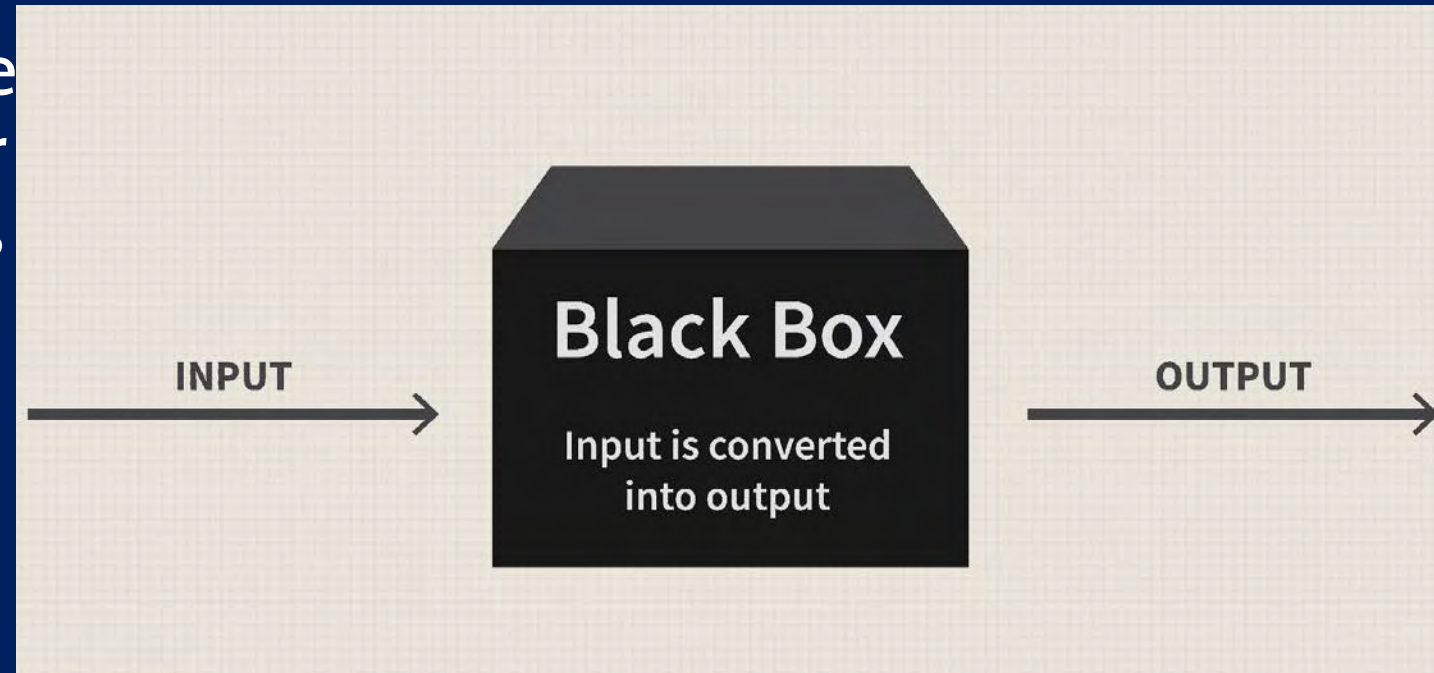 INPUT
Black Box
Input is converted
into output
OUTPUT